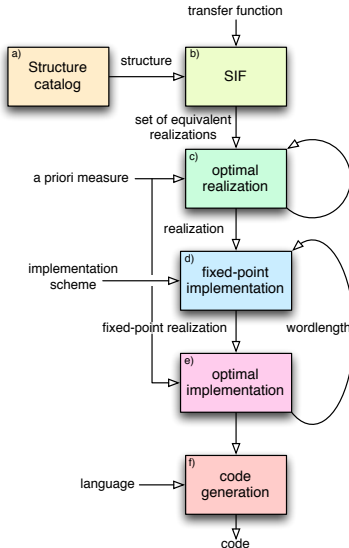 transfer function
a)
Structure
catalog
structure
b)
SIF
set of equivalent
realizations
c)
optimal
realization
a priori measure
realization
d)
fixed-point
implementation
implementation
scheme
fixed-point realization
wordlength
e)
optimal
implementation
f)
code
generation
language
code